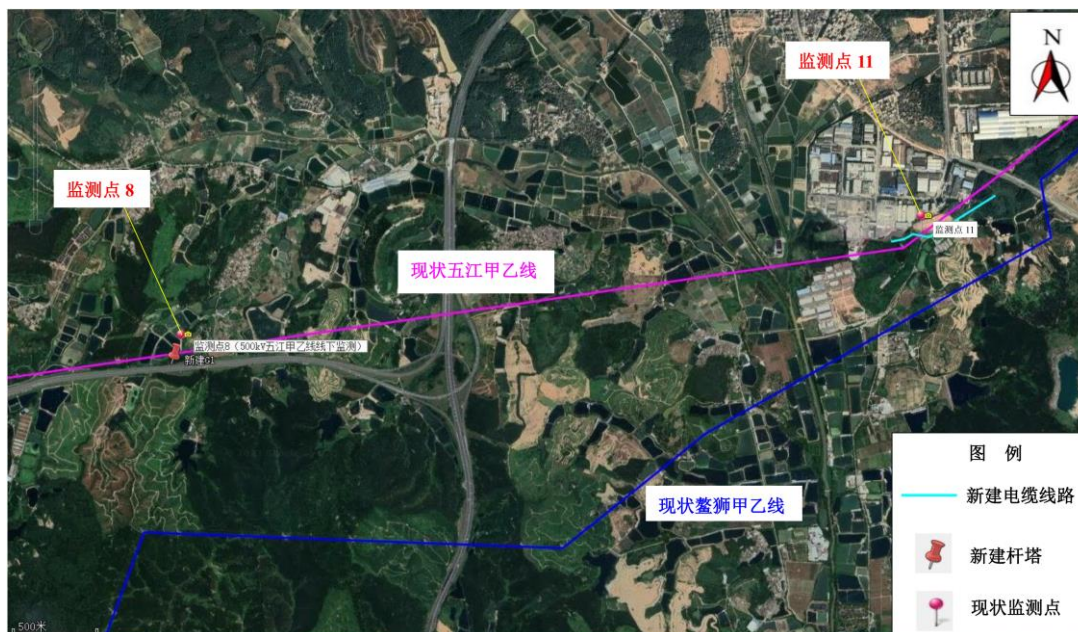 监测点 11
N
监测点 8
监测点 11
现状五江甲乙线
监测点8（500kV五江甲乙线线下监测）
新建G1
图 例
新建电缆线路
现状鳌狮甲乙线
新建杆塔
现状监测点
500米